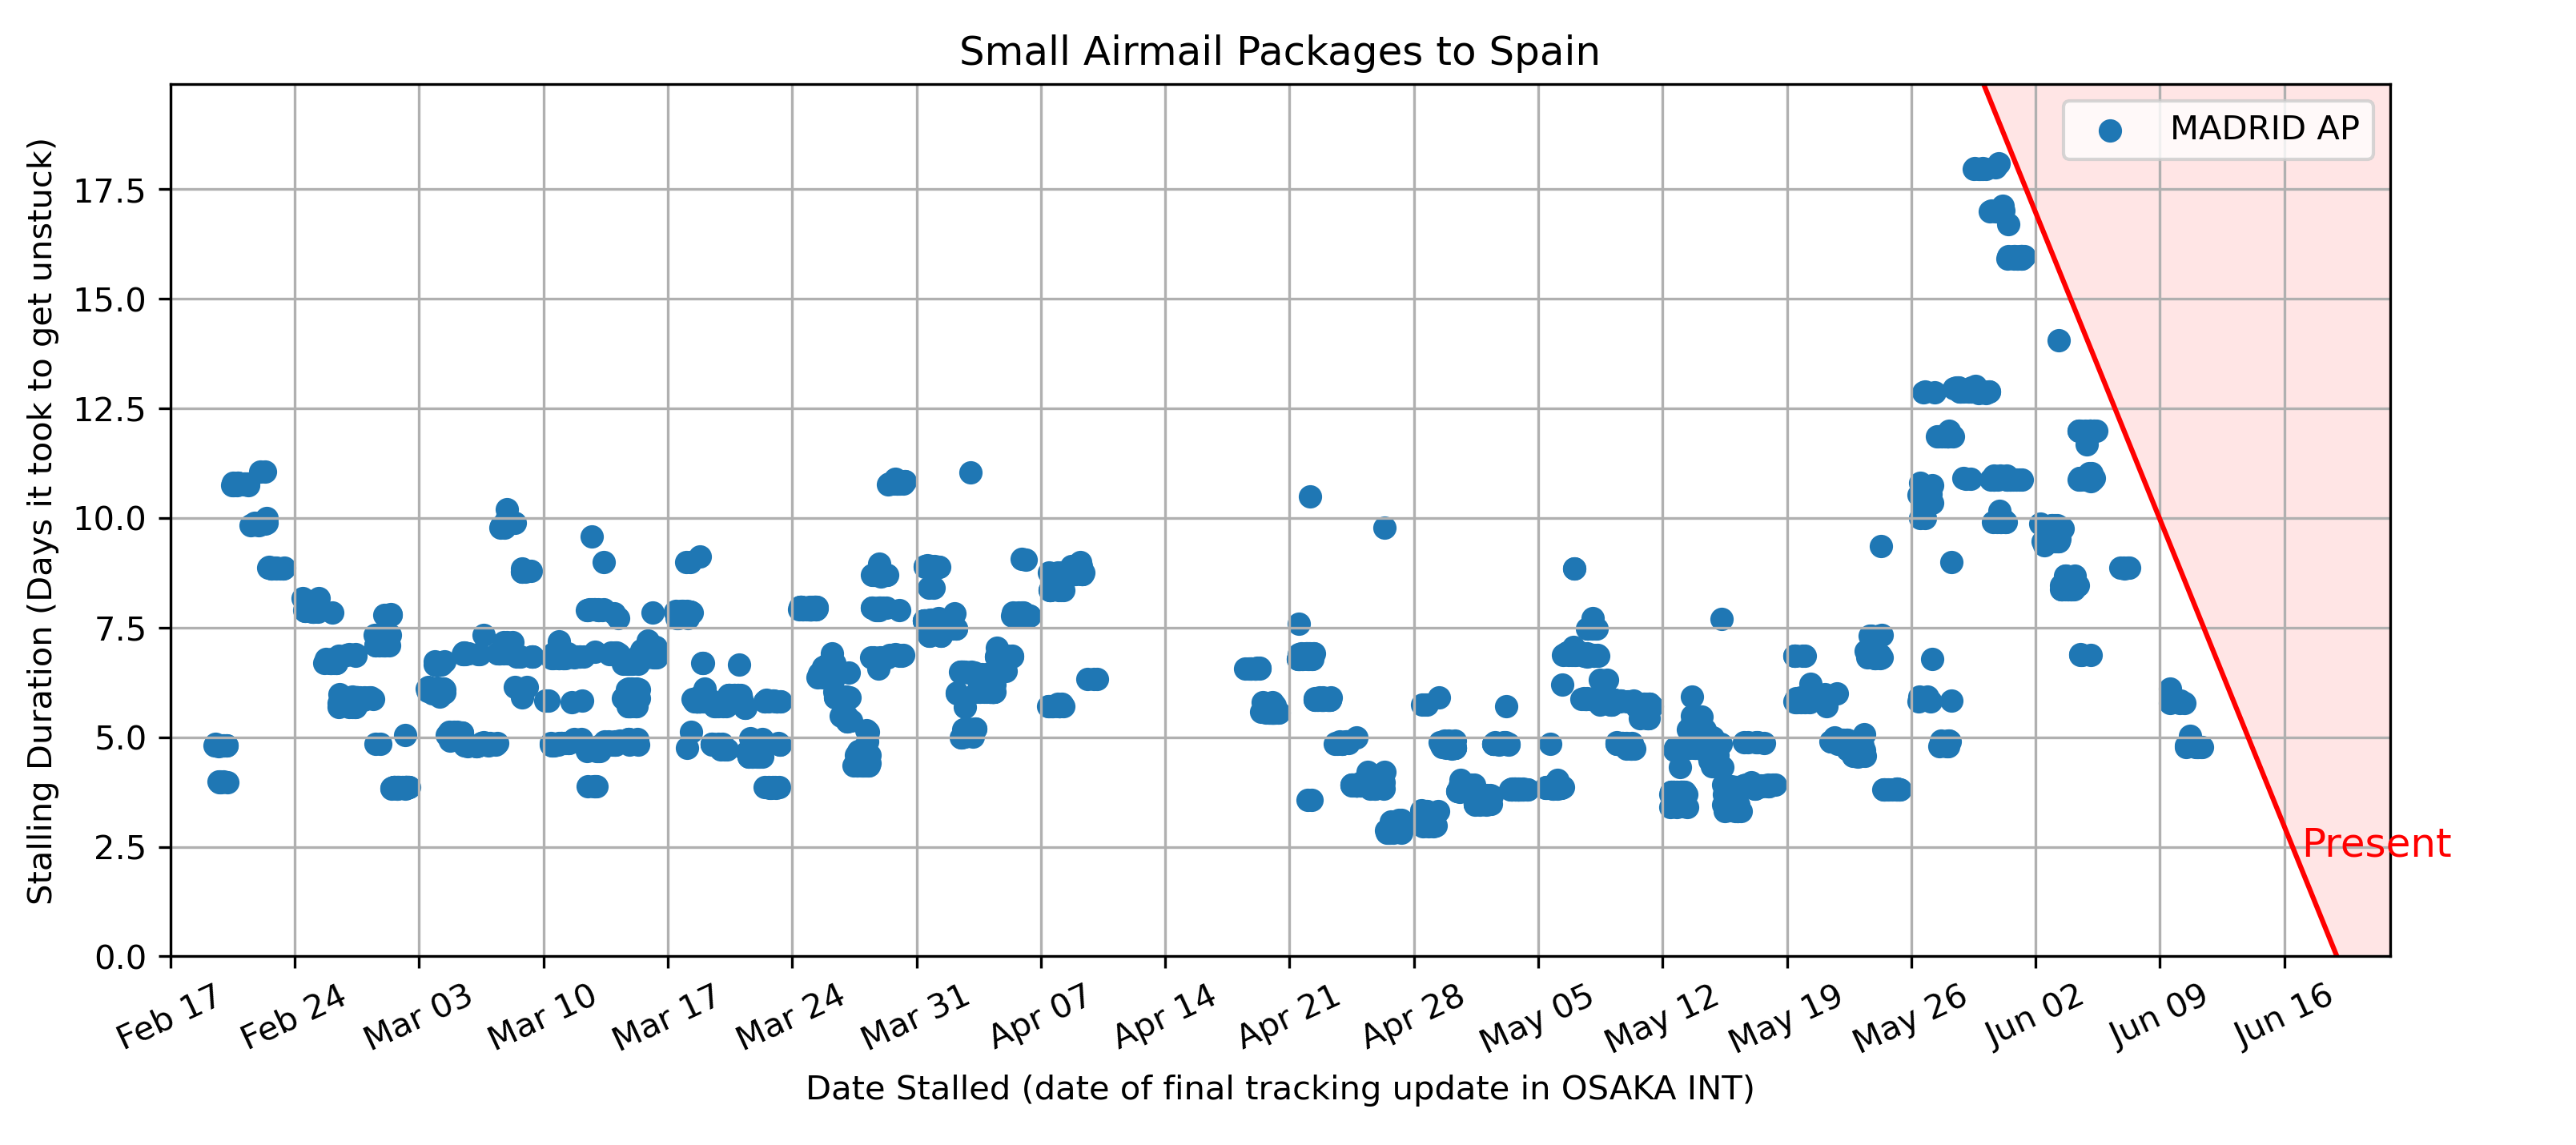 Small Airmail Packages to Spain
MADRID AP
Stalling Duration (Days it took to get unstuck)
17.5
15.0
12.5
10.0
7.5
5.0
2.5
0.0
Present
Feb 17
Feb 24
Mar 03
Mar 10
Mar 17
Mar 24
Mar 31
Apr 07
Apr 14
Apr 21
Apr 28
May 05
May 12
May 19
May 26
Jun 02
Jun 09
Jun 16
Date Stalled (date of final tracking update in OSAKA INT)